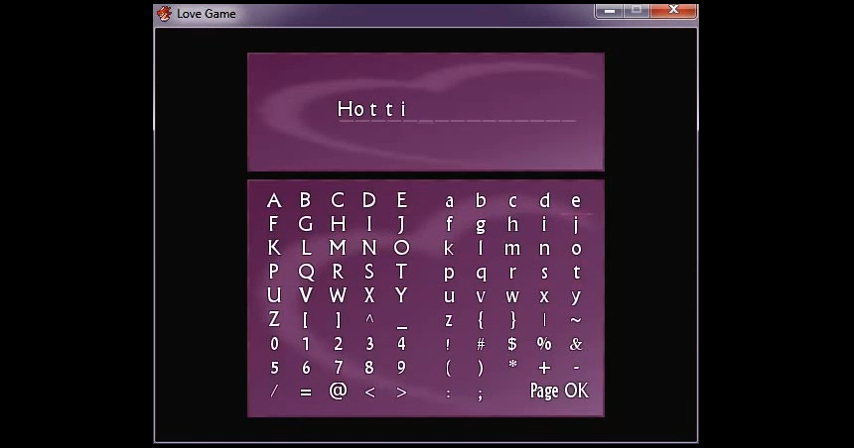 Love Game
Hotti
A B C D E a b c d e
F G H I J f g h i j
K L M N O k l m n o
P Q R S T p q r s t
U V W X Y u v w x y
Z [ ] ^ _ z { } | ~
0 1 2 3 4 ! # $ % &
5 6 7 8 9 ( ) * + -
/ = @ < > : ; Page OK